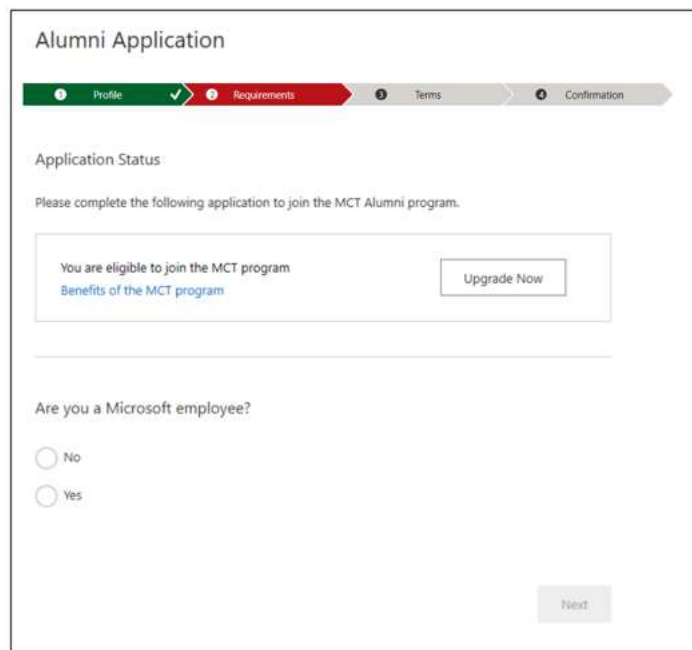 Alumni Application
1 Profile 2 Requirements 3 Terms 4 Confirmation
Application Status
Please complete the following application to join the MCT Alumni program.
You are eligible to join the MCT program
Upgrade Now
Benefits of the MCT program
Are you a Microsoft employee?
No
Yes
Next